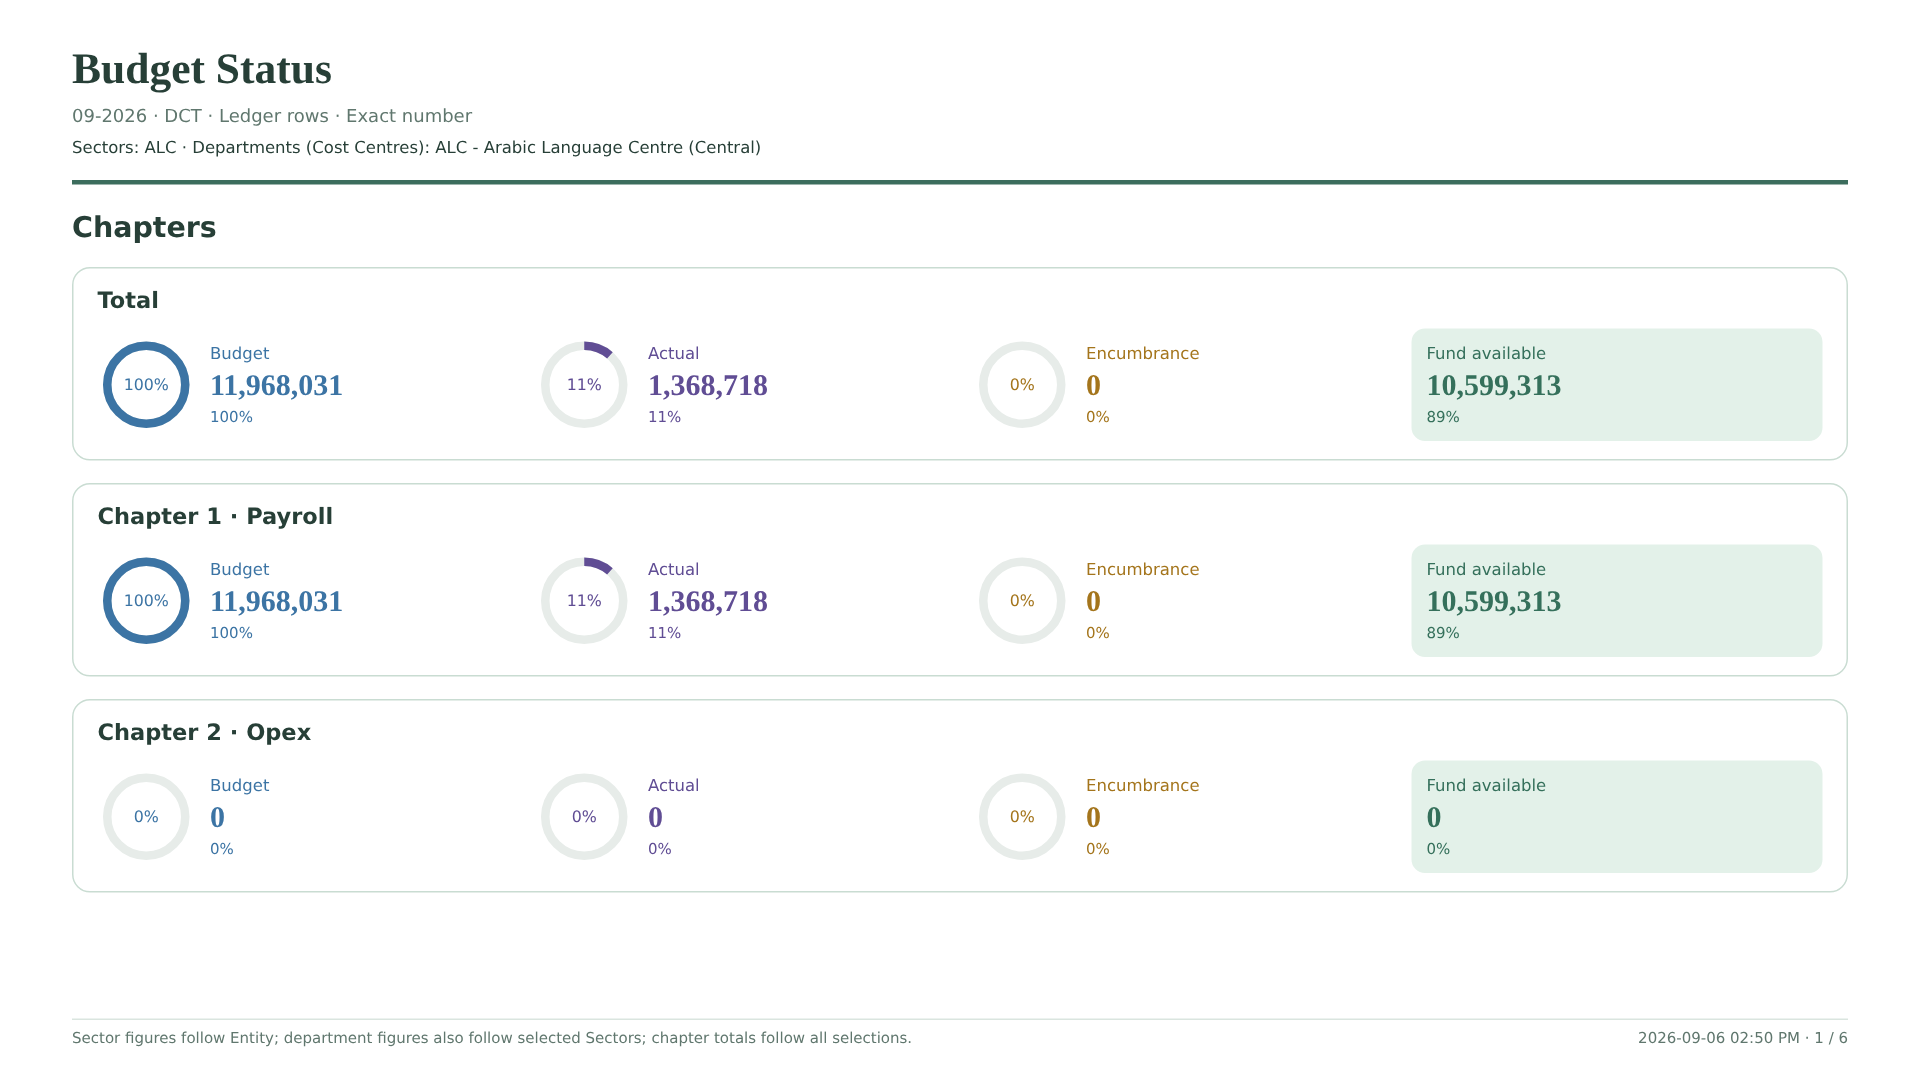 Budget Status
09-2026 · DCT · Ledger rows · Exact number
Sectors: ALC · Departments (Cost Centres): ALC - Arabic Language Centre (Central)
Chapters
Total
100%
Budget
11,968,031
100%
11%
Actual
1,368,718
11%
0%
Encumbrance
0
0%
Fund available
10,599,313
89%
Chapter 1 · Payroll
100%
Budget
11,968,031
100%
11%
Actual
1,368,718
11%
0%
Encumbrance
0
0%
Fund available
10,599,313
89%
Chapter 2 · Opex
0%
Budget
0
0%
0%
Actual
0
0%
0%
Encumbrance
0
0%
Fund available
0
0%
Sector figures follow Entity; department figures also follow selected Sectors; chapter totals follow all selections.
2026-09-06 02:50 PM · 1 / 6